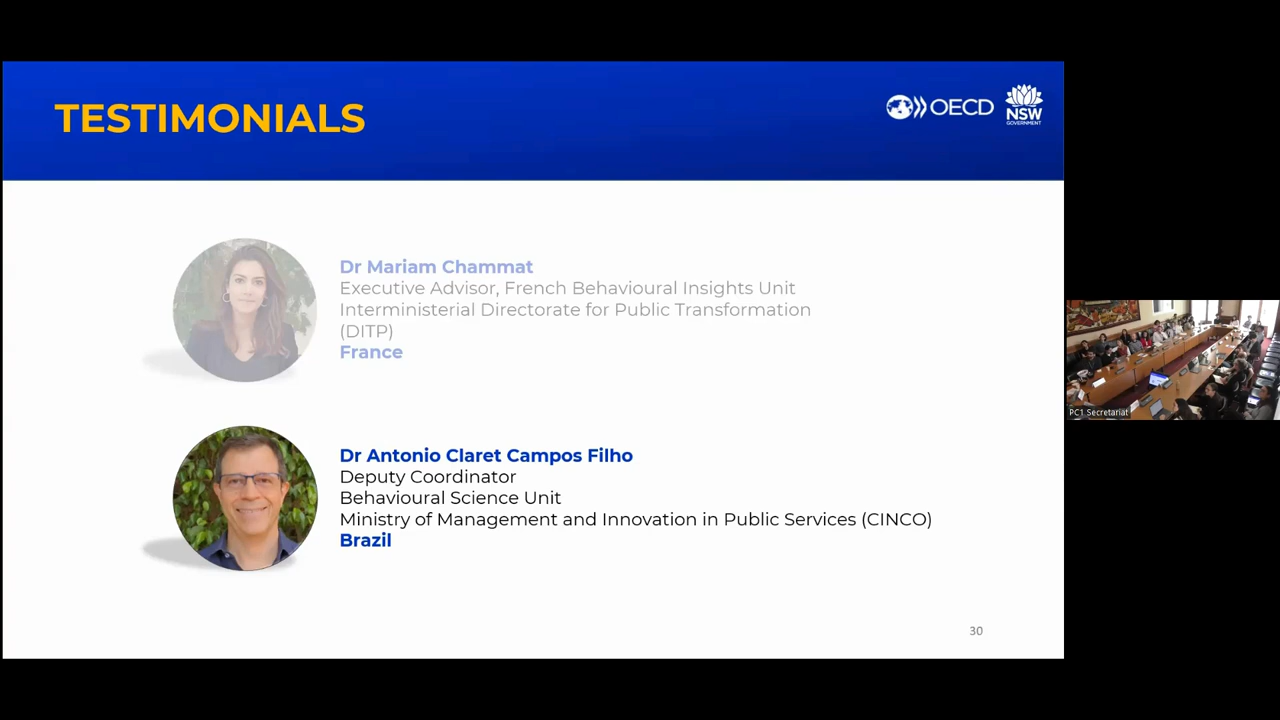 TESTIMONIALS
OECD
NSW
GOVERNMENT
Dr Mariam Chammat
Executive Advisor, French Behavioural Insights Unit
Interministerial Directorate for Public Transformation
(DITP)
France
Dr Antonio Claret Campos Filho
Deputy Coordinator
Behavioural Science Unit
Ministry of Management and Innovation in Public Services (CINCO)
Brazil
30
PC1 Secretariat